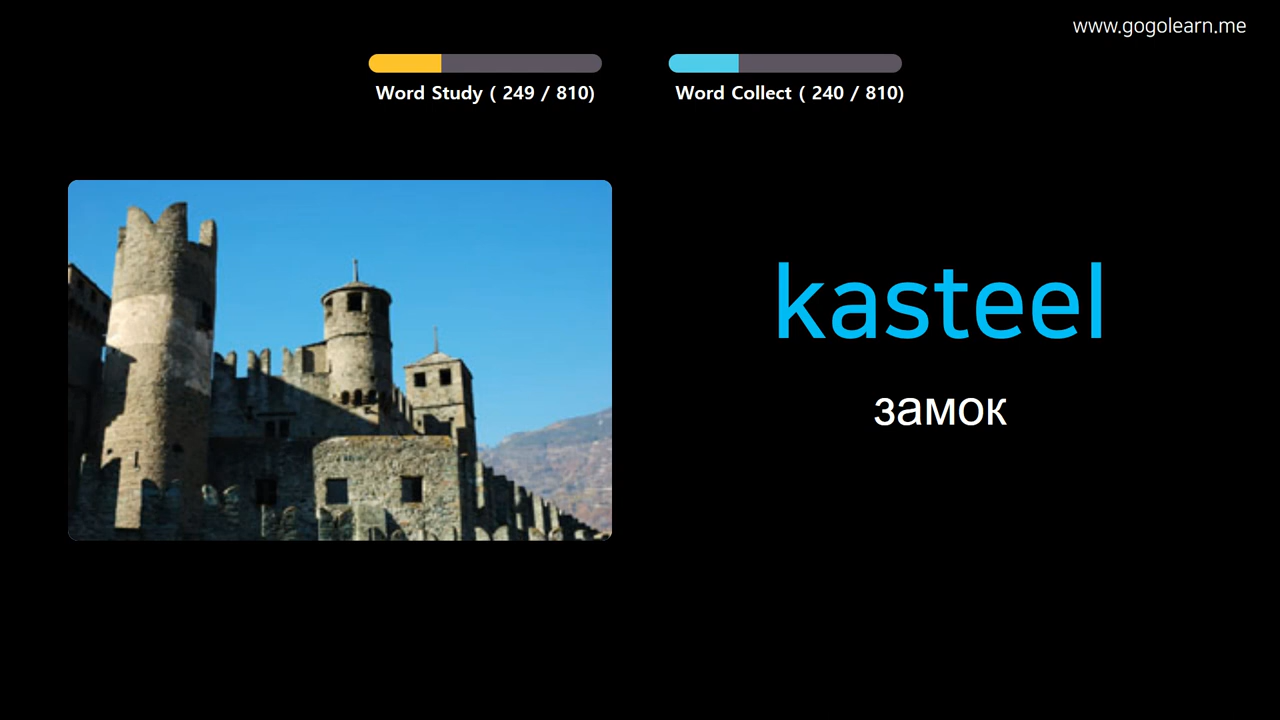 www.gogolearn.me
Word Study ( 249 / 810)
Word Collect ( 240 / 810)
kasteel
замок